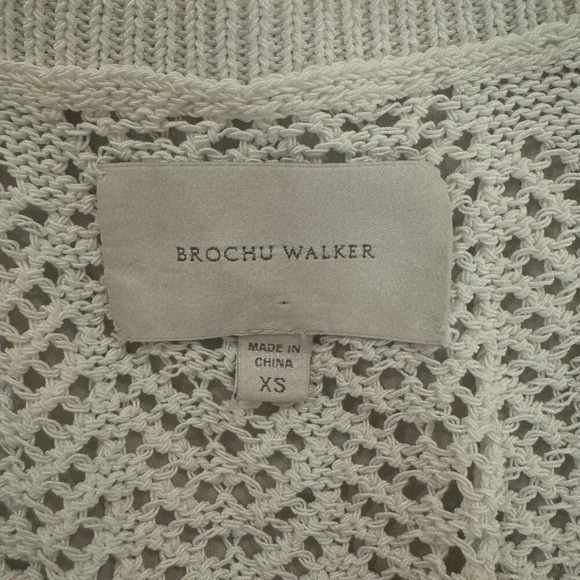 BROCHU WALKER
MADE IN
CHINA
XS